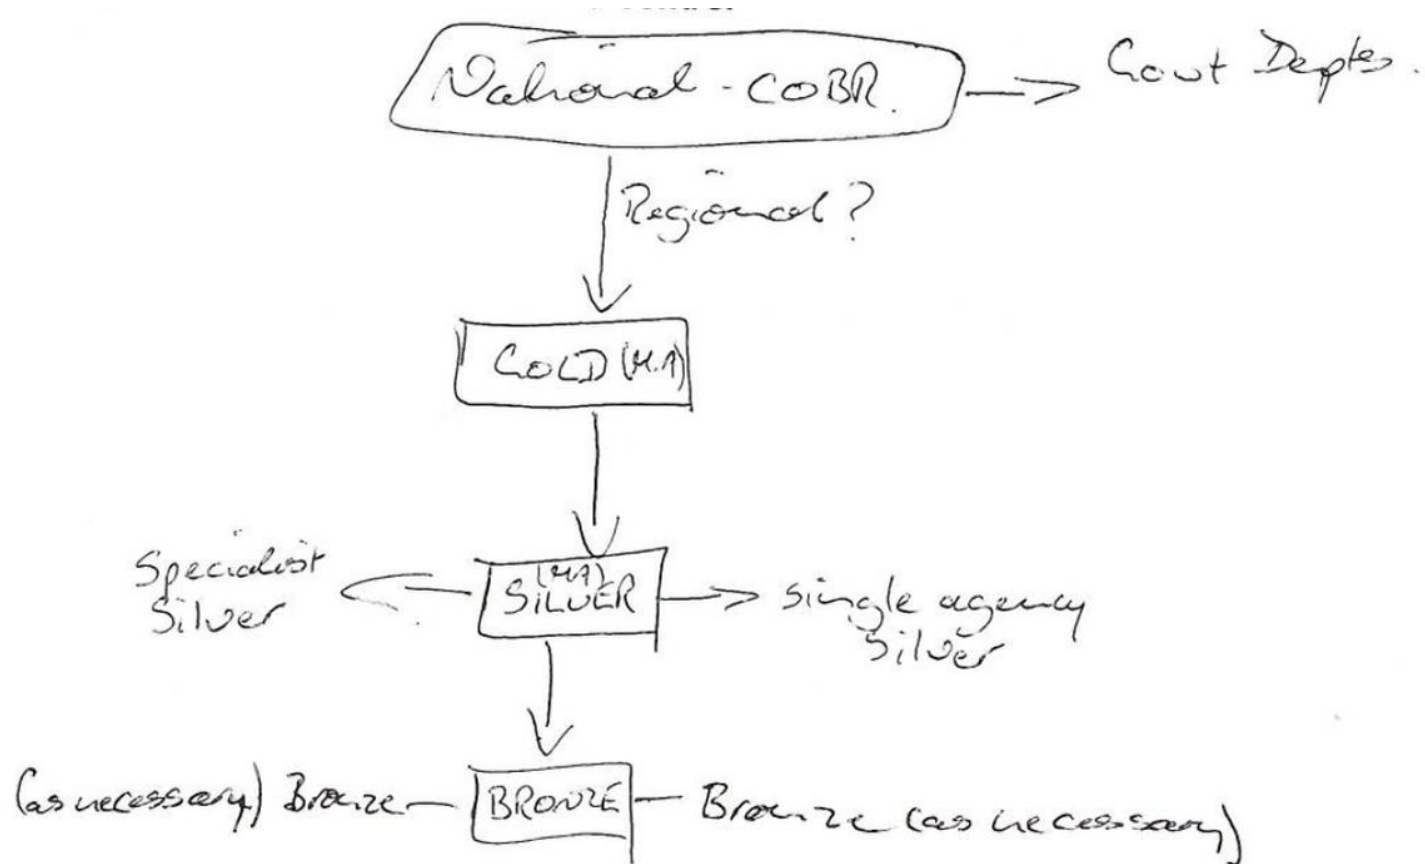 National - COBR.
Govt Depts.
Regional?
GOLD (M.A)
Specialist
Silver
(MA)
SILVER
single agency
Silver
(as necessary) Bronze
BRONZE
Bronze (as necessary)